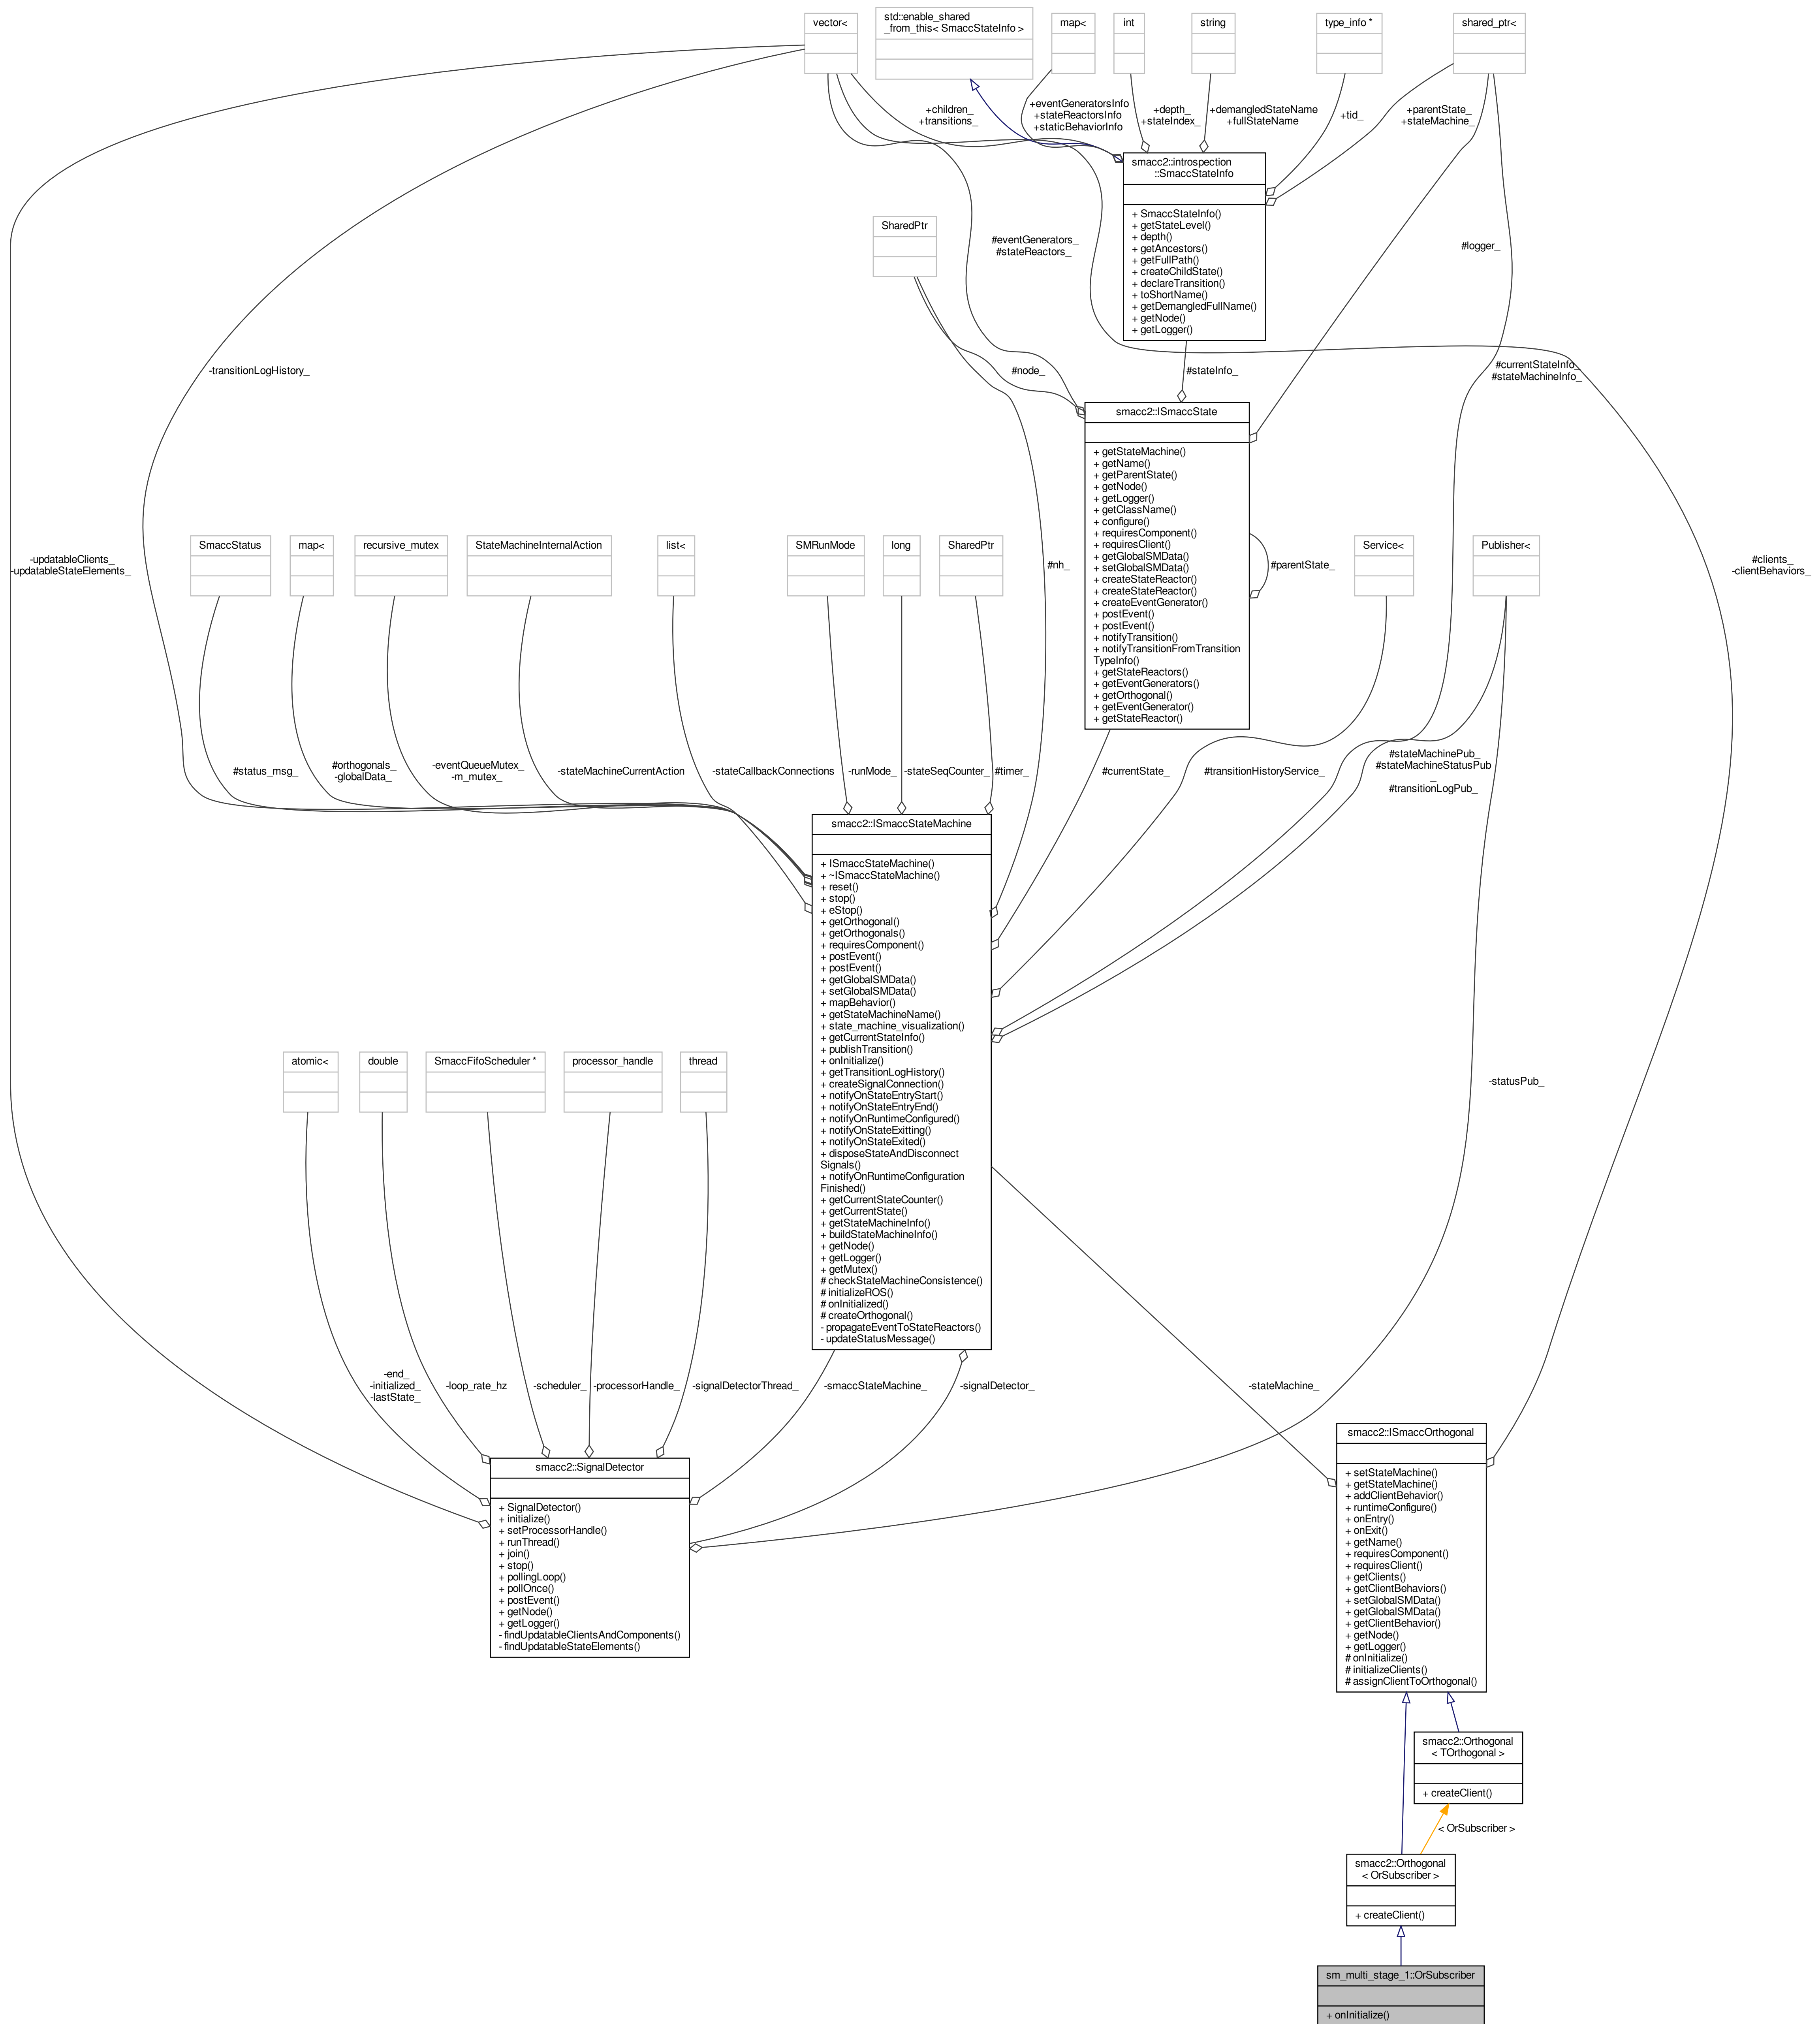 vector<
std::enable_shared
_from_this< SmaccStateInfo >
map<
int
string
type_info *
shared_ptr<
+children_
+transitions_
+eventGeneratorsInfo
+stateReactorsInfo
+staticBehaviorInfo
+depth_
+stateIndex_
+demangledStateName
+fullStateName
+tid_
+parentState_
+stateMachine_
smacc2::introspection
::SmaccStateInfo
+ SmaccStateInfo()
+ getStateLevel()
+ depth()
+ getAncestors()
+ getFullPath()
+ createChildState()
+ declareTransition()
+ toShortName()
+ getDemangledFullName()
+ getNode()
+ getLogger()
SharedPtr
#eventGenerators_
#stateReactors_
#logger_
-transitionLogHistory_
#node_
#stateInfo_
#currentStateInfo_
#stateMachineInfo_
smacc2::ISmaccState
+ getStateMachine()
+ getName()
+ getParentState()
+ getNode()
+ getLogger()
+ getClassName()
+ configure()
+ requiresComponent()
+ requiresClient()
+ getGlobalSMData()
+ setGlobalSMData()
+ createStateReactor()
+ createStateReactor()
+ createEventGenerator()
+ postEvent()
+ postEvent()
+ notifyTransition()
+ notifyTransitionFromTransition
TypeInfo()
+ getStateReactors()
+ getEventGenerators()
+ getOrthogonal()
+ getEventGenerator()
+ getStateReactor()
#parentState_
-updatableClients_
-updatableStateElements_
SmaccStatus
map<
recursive_mutex
StateMachineInternalAction
list<
SMRunMode
long
SharedPtr
#nh_
Service<
Publisher<
#clients_
-clientBehaviors_
#status_msg_
#orthogonals_
-globalData_
-eventQueueMutex_
-m_mutex_
-stateMachineCurrentAction
-stateCallbackConnections
-runMode_
-stateSeqCounter_
#timer_
#currentState_
#transitionHistoryService_
#stateMachinePub_
#stateMachineStatusPub
_
#transitionLogPub_
smacc2::ISmaccStateMachine
+ ISmaccStateMachine()
+ ~ISmaccStateMachine()
+ reset()
+ stop()
+ eStop()
+ getOrthogonal()
+ getOrthogonals()
+ requiresComponent()
+ postEvent()
+ postEvent()
+ getGlobalSMData()
+ setGlobalSMData()
+ mapBehavior()
+ getStateMachineName()
+ state_machine_visualization()
+ getCurrentStateInfo()
+ publishTransition()
+ onInitialize()
+ getTransitionLogHistory()
+ createSignalConnection()
+ notifyOnStateEntryStart()
+ notifyOnStateEntryEnd()
+ notifyOnRuntimeConfigured()
+ notifyOnStateExitting()
+ notifyOnStateExited()
+ disposeStateAndDisconnect
Signals()
+ notifyOnRuntimeConfiguration
Finished()
+ getCurrentStateCounter()
+ getCurrentState()
+ getStateMachineInfo()
+ buildStateMachineInfo()
+ getNode()
+ getLogger()
+ getMutex()
# checkStateMachineConsistence()
# initializeROS()
# onInitialized()
# createOrthogonal()
- propagateEventToStateReactors()
- updateStatusMessage()
atomic<
double
SmaccFifoScheduler *
processor_handle
thread
-statusPub_
-end_
-initialized_
-lastState_
-loop_rate_hz
-scheduler_
-processorHandle_
-signalDetectorThread_
-smaccStateMachine_
-signalDetector_
-stateMachine_
smacc2::SignalDetector
+ SignalDetector()
+ initialize()
+ setProcessorHandle()
+ runThread()
+ join()
+ stop()
+ pollingLoop()
+ pollOnce()
+ postEvent()
+ getNode()
+ getLogger()
- findUpdatableClientsAndComponents()
- findUpdatableStateElements()
smacc2::ISmaccOrthogonal
+ setStateMachine()
+ getStateMachine()
+ addClientBehavior()
+ runtimeConfigure()
+ onEntry()
+ onExit()
+ getName()
+ requiresComponent()
+ requiresClient()
+ getClients()
+ getClientBehaviors()
+ setGlobalSMData()
+ getGlobalSMData()
+ getClientBehavior()
+ getNode()
+ getLogger()
# onInitialize()
# initializeClients()
# assignClientToOrthogonal()
smacc2::Orthogonal
< TOrthogonal >
+ createClient()
< OrSubscriber >
smacc2::Orthogonal
< OrSubscriber >
+ createClient()
sm_multi_stage_1::OrSubscriber
+ onInitialize()